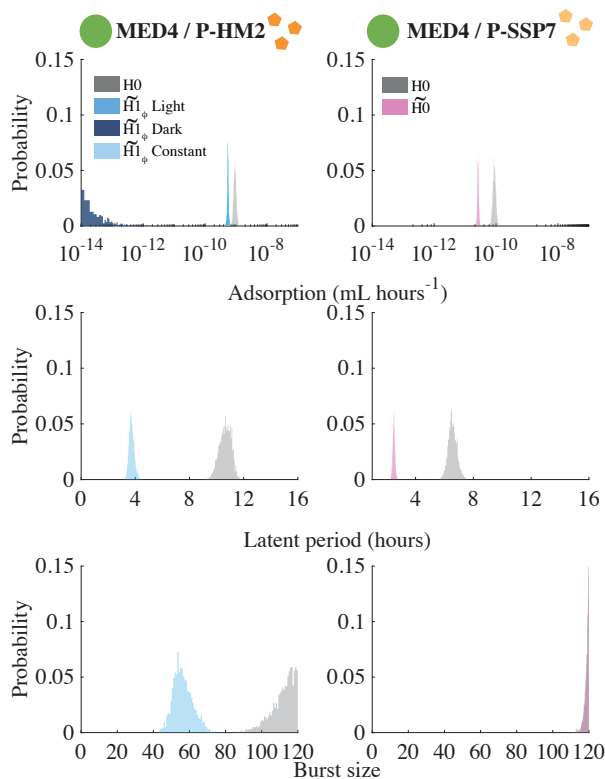 MED4 / P-HM2
MED4 / P-SSP7
Probability
0.15
0.1
0.05
0
H0
H̃1ϕ Light
H̃1ϕ Dark
H̃1ϕ Constant
10⁻¹⁴ 10⁻¹² 10⁻¹⁰ 10⁻⁸
0.15
0.1
0.05
0
H0
H̃0
10⁻¹⁴ 10⁻¹² 10⁻¹⁰ 10⁻⁸
Adsorption (mL hours⁻¹)
Probability
0.15
0.1
0.05
0
0 4 8 12 16
0.15
0.1
0.05
0
4 8 12 16
Latent period (hours)
Probability
0.15
0.1
0.05
0
0 20 40 60 80 100 120
0.15
0.1
0.05
0
0 20 40 60 80 100 120
Burst size